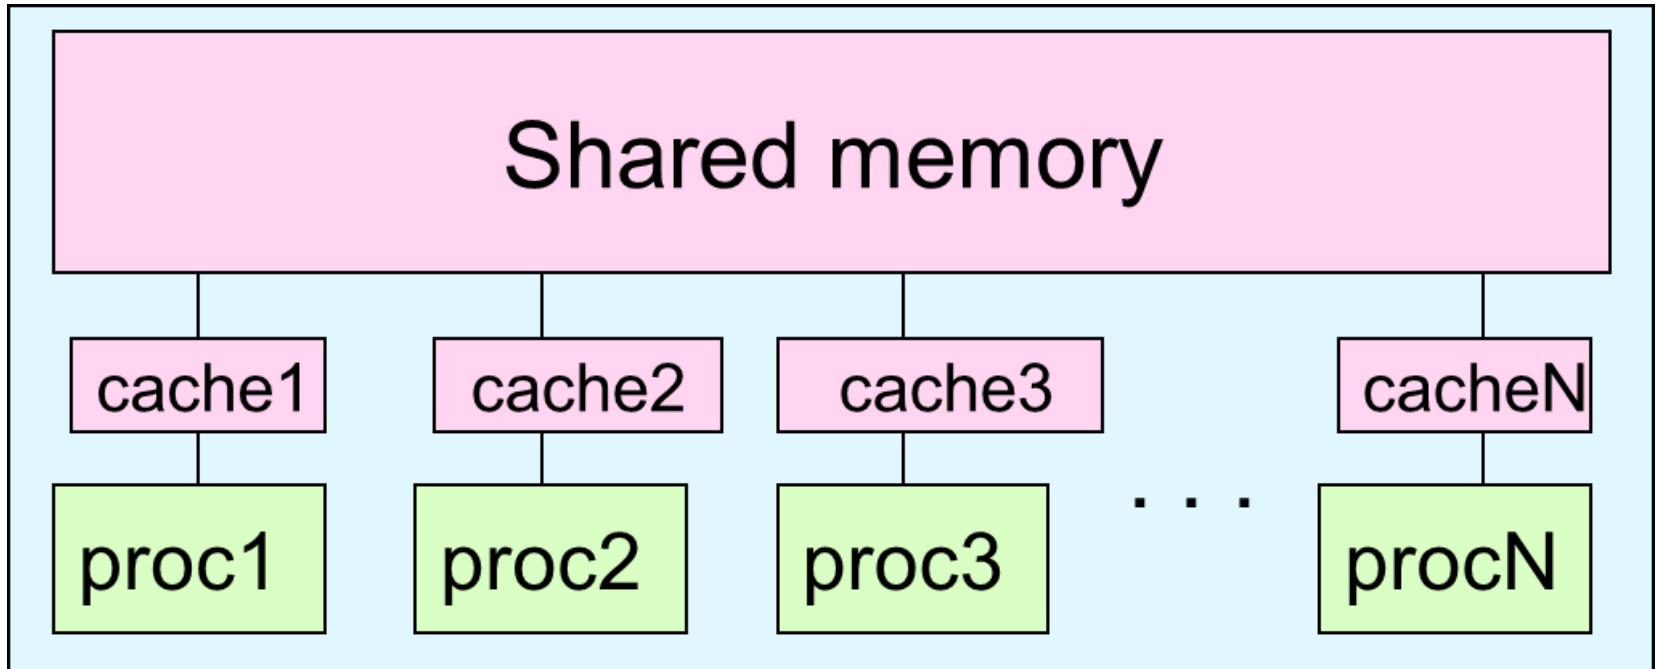 Shared memory
cache1 cache2 cache3 cacheN
proc1 proc2 proc3 . . . procN